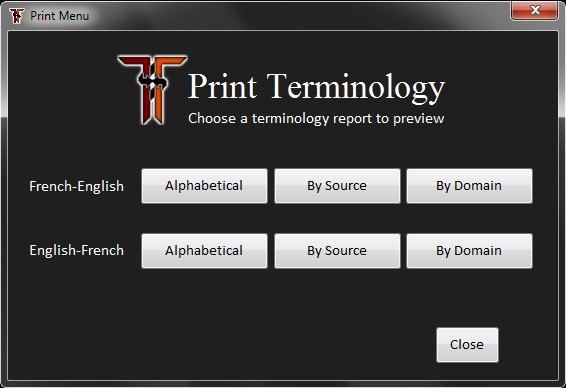 Print Menu
Print Terminology
Choose a terminology report to preview
French-English Alphabetical By Source By Domain
English-French Alphabetical By Source By Domain
Close